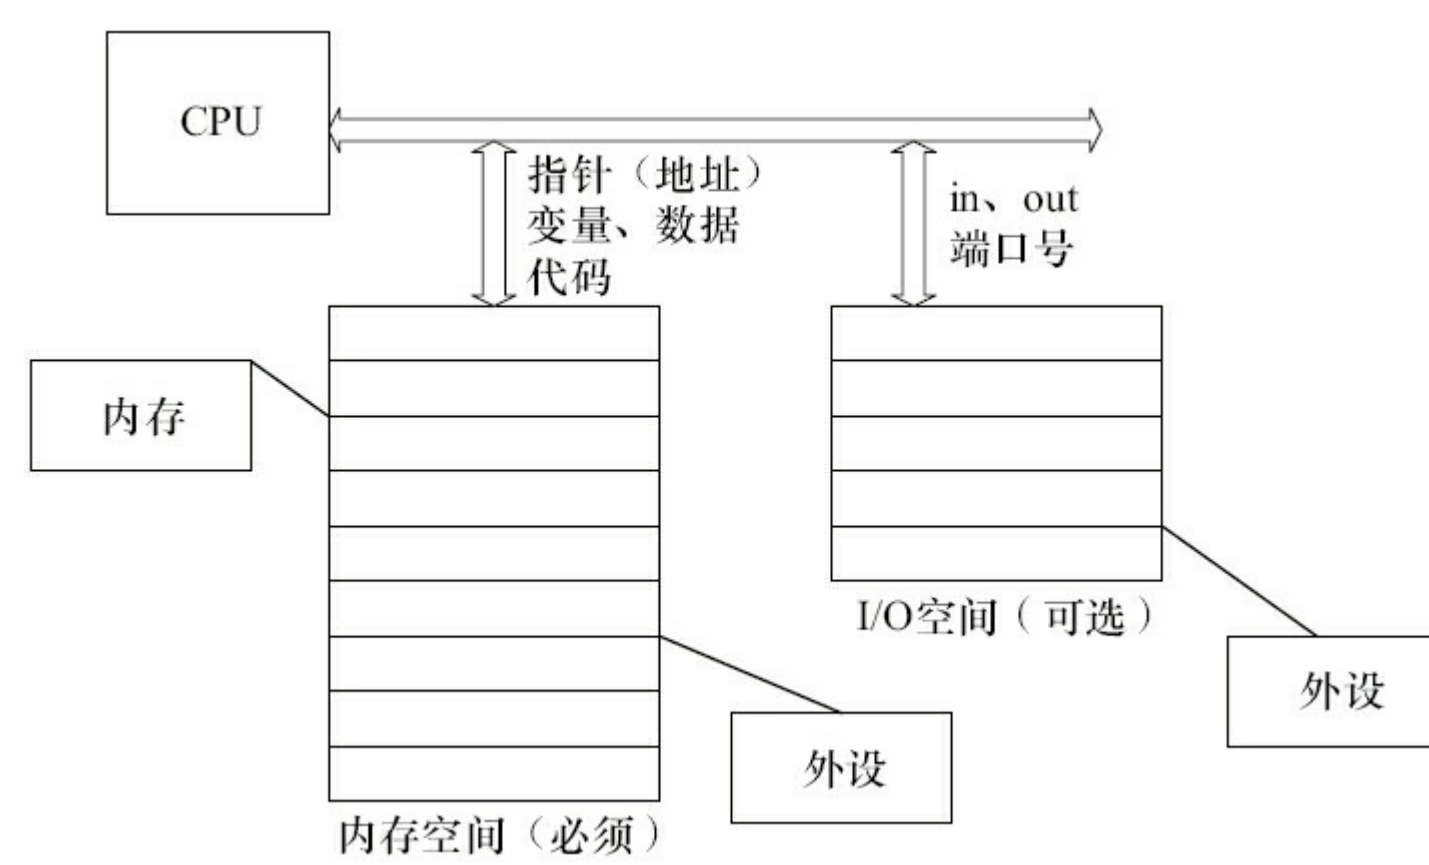 CPU
指针（地址）
变量、数据
代码
in、out
端口号
内存
I/O空间（可选）
外设
外设
内存空间（必须）